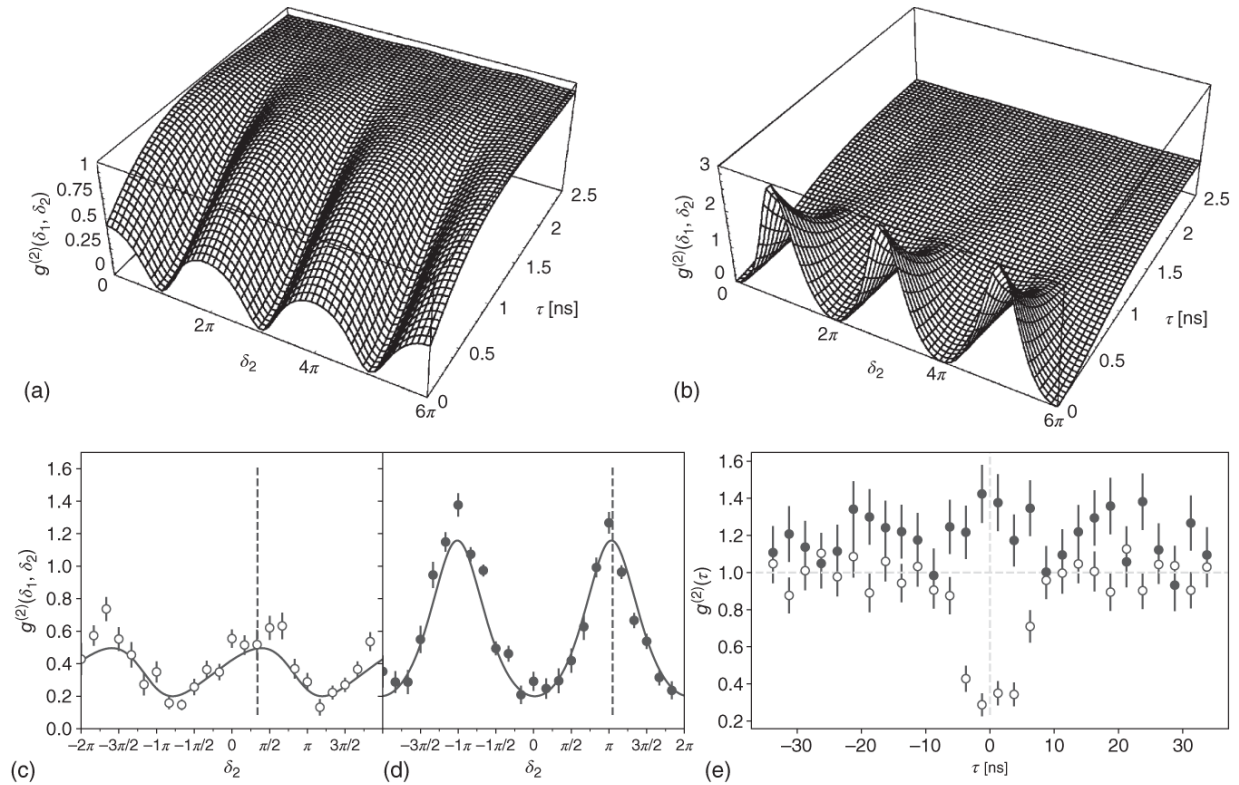 1
0.75
0.5
0.25
0
g⁽²⁾(δ₁, δ₂)
0
2π
4π
6π
δ₂
0
0.5
1
1.5
2
2.5
τ [ns]
(a)
3
2
1
0
g⁽²⁾(δ₁, δ₂)
0
2π
4π
6π
δ₂
0
0.5
1
1.5
2
2.5
τ [ns]
(b)
1.6
1.4
1.2
1.0
0.8
0.6
0.4
0.2
0.0
g⁽²⁾(δ₁, δ₂)
−2π −3π/2 −1π −1π/2 0 π/2 π 3π/2
δ₂
(c)
−3π/2 −1π −1π/2 0 π/2 π 3π/2 2π
δ₂
(d)
1.6
1.4
1.2
1.0
0.8
0.6
0.4
0.2
g⁽²⁾(τ)
−30 −20 −10 0 10 20 30
τ [ns]
(e)